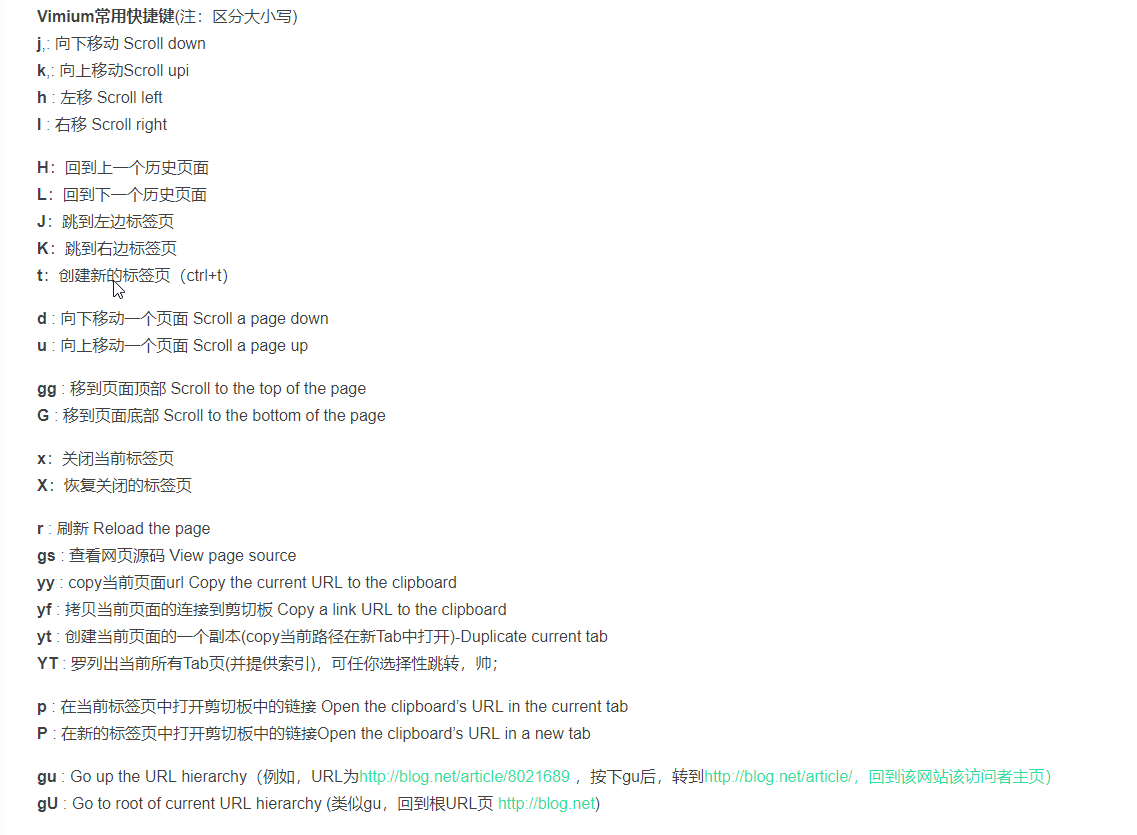 Vimium常用快捷键(注：区分大小写)
j,: 向下移动 Scroll down
k,: 向上移动Scroll upi
h : 左移 Scroll left
l : 右移 Scroll right
H：回到上一个历史页面
L：回到下一个历史页面
J：跳到左边标签页
K：跳到右边标签页
t：创建新的标签页（ctrl+t）
d : 向下移动一个页面 Scroll a page down
u : 向上移动一个页面 Scroll a page up
gg : 移到页面顶部 Scroll to the top of the page
G : 移到页面底部 Scroll to the bottom of the page
x：关闭当前标签页
X：恢复关闭的标签页
r : 刷新 Reload the page
gs : 查看网页源码 View page source
yy : copy当前页面url Copy the current URL to the clipboard
yf : 拷贝当前页面的连接到剪切板 Copy a link URL to the clipboard
yt : 创建当前页面的一个副本(copy当前路径在新Tab中打开)-Duplicate current tab
YT : 罗列出当前所有Tab页(并提供索引)，可任你选择性跳转，帅；
p : 在当前标签页中打开剪切板中的链接 Open the clipboard’s URL in the current tab
P : 在新的标签页中打开剪切板中的链接Open the clipboard’s URL in a new tab
gu : Go up the URL hierarchy（例如，URL为http://blog.net/article/8021689 ，按下gu后，转到http://blog.net/article/，回到该网站该访问者主页）
gU : Go to root of current URL hierarchy (类似gu，回到根URL页 http://blog.net)